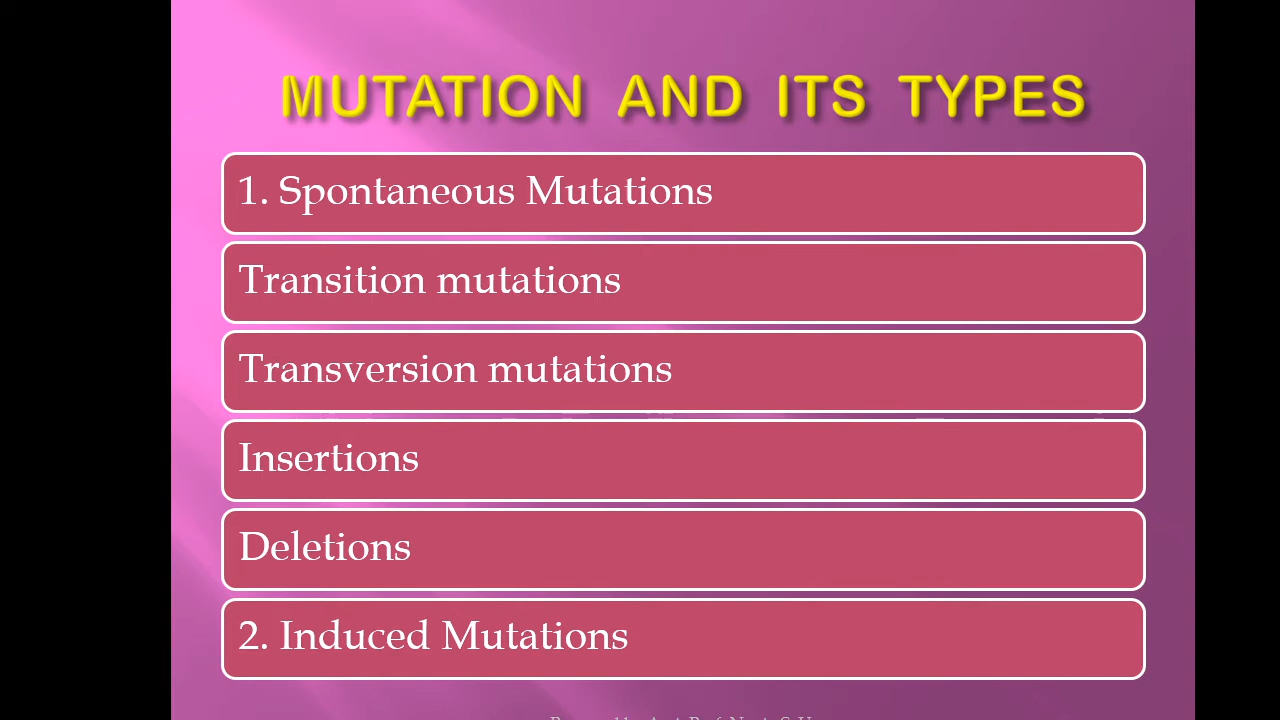 MUTATION AND ITS TYPES
1. Spontaneous Mutations
Transition mutations
Transversion mutations
Insertions
Deletions
2. Induced Mutations